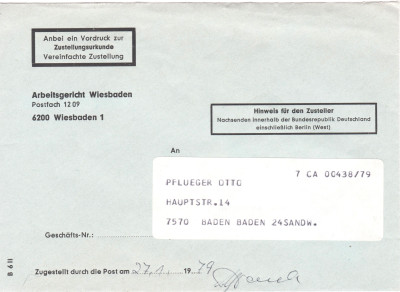 Anbei ein Vordruck zur
Zustellungsurkunde
Vereinfachte Zustellung
Arbeitsgericht Wiesbaden
Postfach 1209
6200 Wiesbaden 1
Hinweis für den Zusteller
Nachsenden innerhalb der Bundesrepublik Deutschland
einschließlich Berlin (West)
An
7 CA 00438/79
PFLUEGER OTTO
HAUPTSTR.14
7570 BADEN BADEN 24SANDW.
Geschäfts-Nr.:
Zugestellt durch die Post am 27.1. 1979
B 611